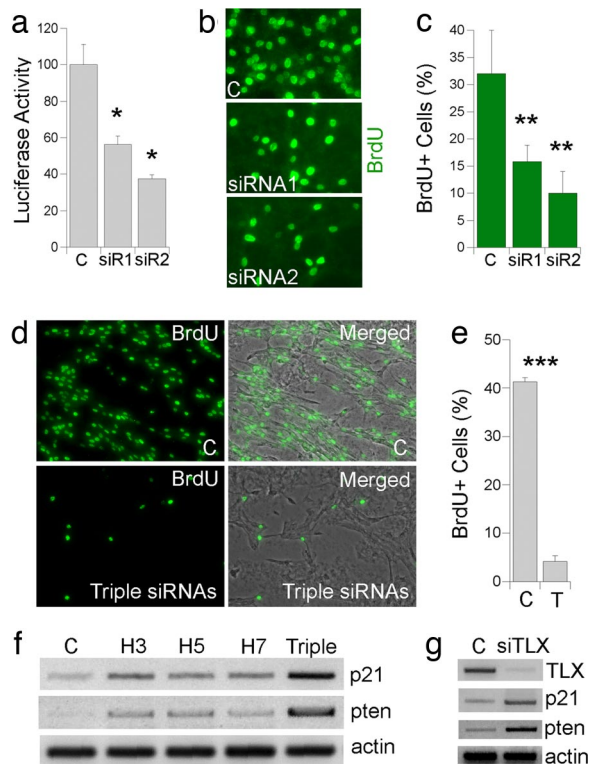 a
Luciferase Activity
120
100
80
60
40
20
0
*
*
C siR1 siR2
b
C
siRNA1
siRNA2
BrdU
c
BrdU+ Cells (%)
40
35
30
25
20
15
10
5
0
**
**
C siR1 siR2
d
BrdU
C
Merged
C
BrdU
Triple siRNAs
Merged
Triple siRNAs
e
BrdU+ Cells (%)
50
40
30
20
10
0
***
C T
f
C H3 H5 H7 Triple
p21
pten
actin
g
C siTLX
TLX
p21
pten
actin